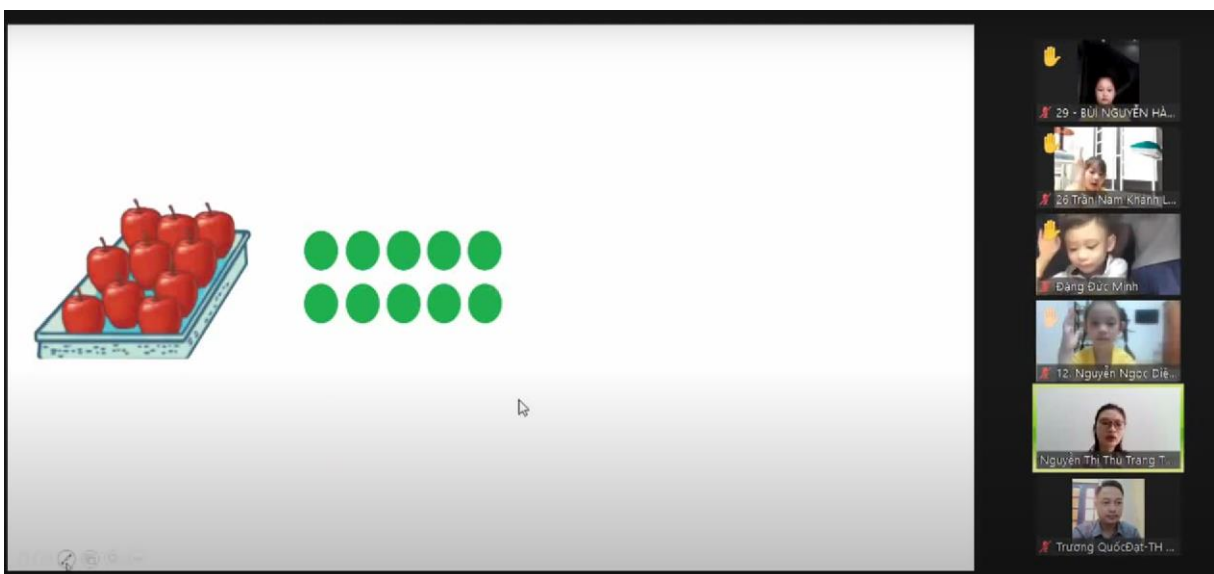 29 - BÙI NGUYỄN HÀ...
26.Trần Nam Khánh L...
Đặng Đức Minh
12. Nguyễn Ngọc Diệ...
Nguyễn Thị Thu Trang T...
Trương QuốcĐạt-TH ...